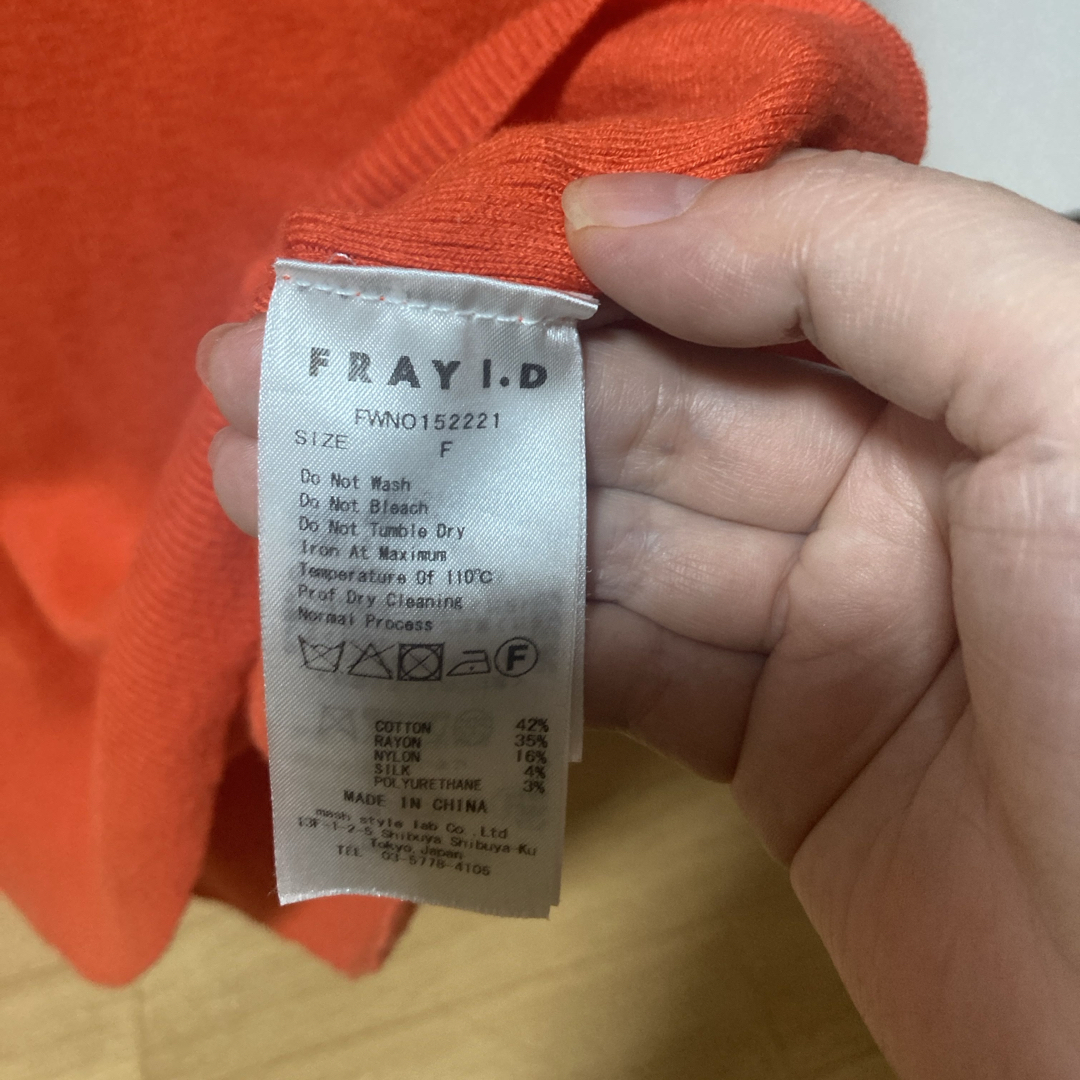 FRAY I.D
FWNO152221
SIZE F
Do Not Wash
Do Not Bleach
Do Not Tumble Dry
Iron At Maximum
Temperature Of 110℃
Prof Dry Cleaning
Normal Process
F
COTTON 42%
RAYON 35%
NYLON 16%
SILK 4%
POLYURETHANE 3%
MADE IN CHINA
mash style lab Co.,Ltd
13F-1-2-5 Shibuya Shibuya-Ku
Tokyo Japan
TEL 03-5778-4105